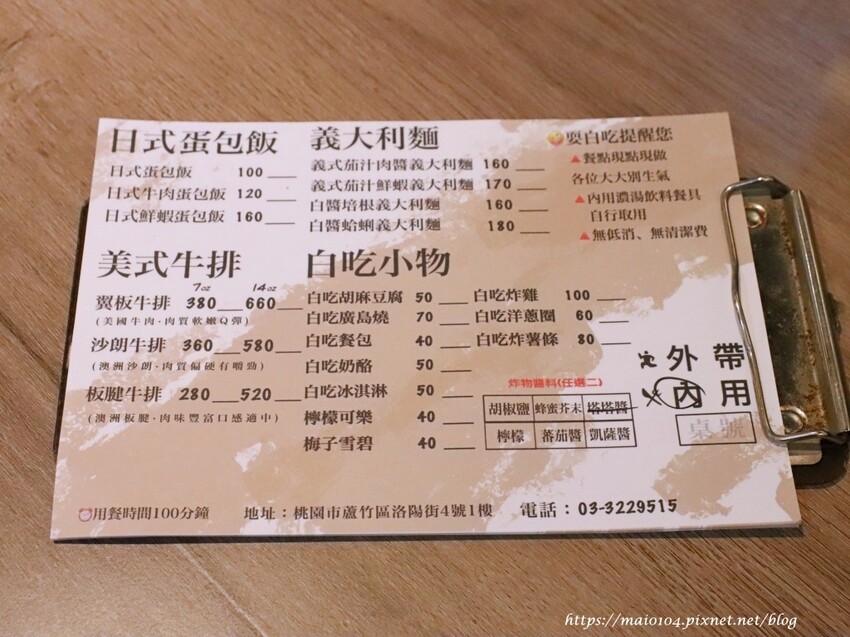 日式蛋包飯
日式蛋包飯 100
日式牛肉蛋包飯 120
日式鮮蝦蛋包飯 160
義大利麵
義式茄汁肉醬義大利麵 160
義式茄汁鮮蝦義大利麵 170
白醬培根義大利麵 160
白醬蛤蜊義大利麵 180
耍白吃提醒您
▲餐點現點現做
各位大大別生氣
▲內用濃湯飲料餐具
自行取用
▲無低消、無清潔費
美式牛排
7oz 14oz
翼板牛排 380 660
(美國牛肉.肉質軟嫩Q彈)
沙朗牛排 360 580
(澳洲沙朗.肉質偏硬有嚼勁)
板腱牛排 280 520
(澳洲板腱.肉味豐富口感適中)
白吃小物
白吃胡麻豆腐 50
白吃廣島燒 70
白吃餐包 40
白吃奶酪 50
白吃冰淇淋 50
檸檬可樂 40
梅子雪碧 40
白吃炸雞 100
白吃洋蔥圈 60
白吃炸薯條 80
炸物醬料(任選二)
胡椒鹽 蜂蜜芥末 塔塔醬
檸檬 蕃茄醬 凱薩醬
外帶
內用
桌號
用餐時間100分鐘
地址：桃園市蘆竹區洛陽街4號1樓
電話：03-3229515
https://maio104.pixnet.net/blog